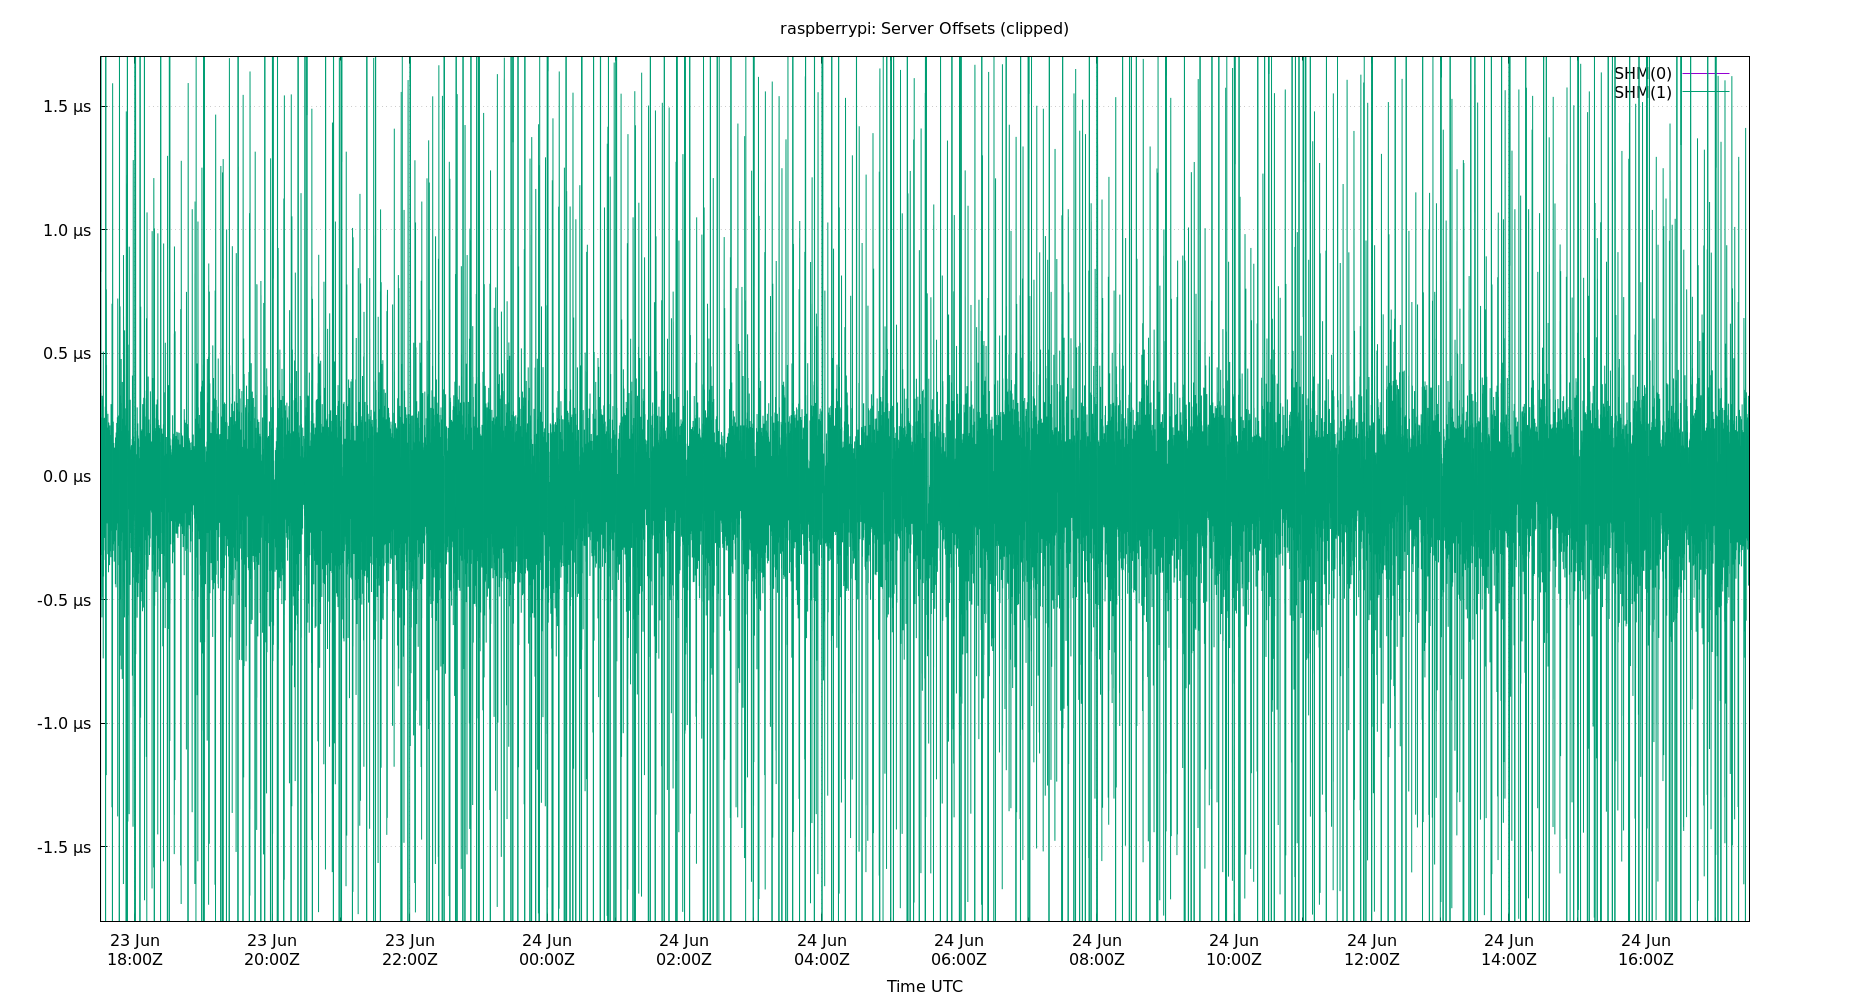 raspberrypi: Server Offsets (clipped)
SHM(0)
SHM(1)
1.5 µs
1.0 µs
0.5 µs
0.0 µs
-0.5 µs
-1.0 µs
-1.5 µs
23 Jun 23 Jun 23 Jun 24 Jun 24 Jun 24 Jun 24 Jun 24 Jun 24 Jun 24 Jun 24 Jun 24 Jun
18:00Z 20:00Z 22:00Z 00:00Z 02:00Z 04:00Z 06:00Z 08:00Z 10:00Z 12:00Z 14:00Z 16:00Z
Time UTC